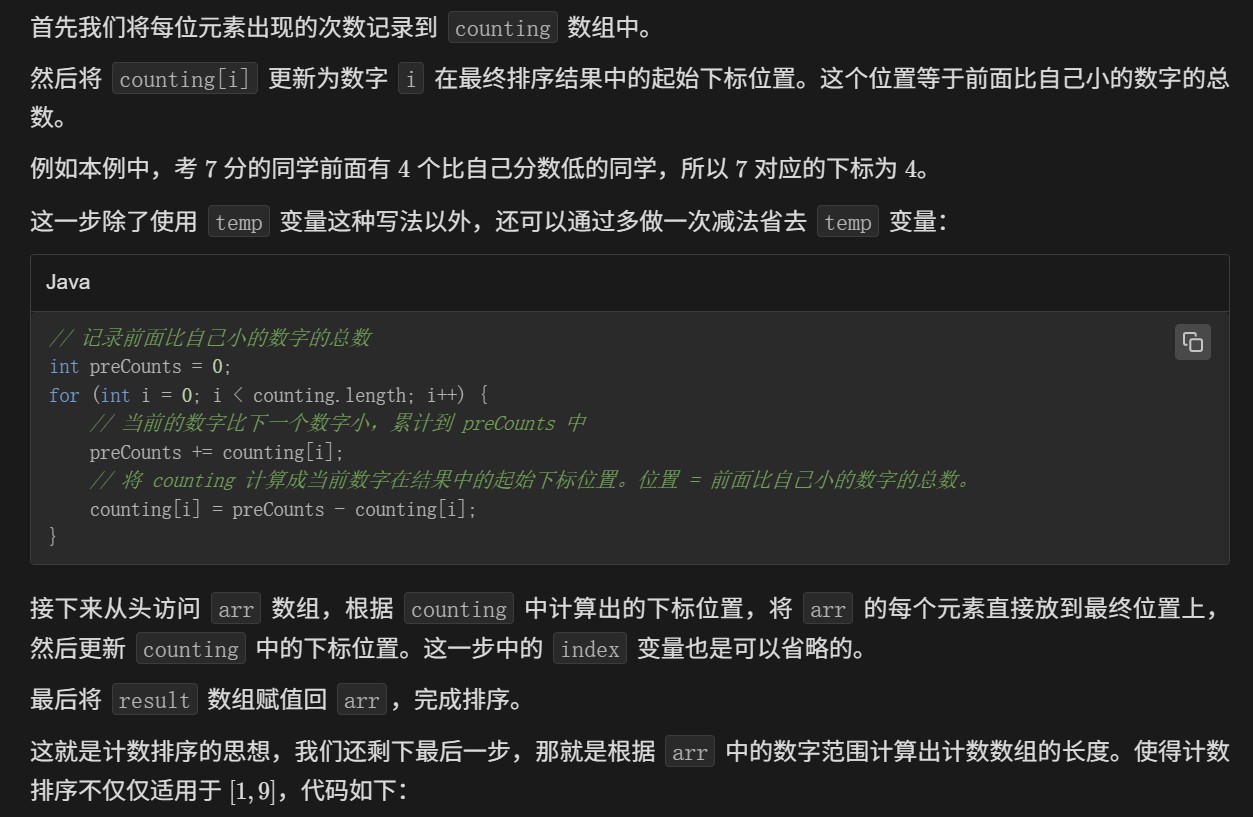 首先我们将每位元素出现的次数记录到 counting 数组中。
然后将 counting[i] 更新为数字 i 在最终排序结果中的起始下标位置。这个位置等于前面比自己小的数字的总
数。
例如本例中，考 7 分的同学前面有 4 个比自己分数低的同学，所以 7 对应的下标为 4。
这一步除了使用 temp 变量这种写法以外，还可以通过多做一次减法省去 temp 变量：
Java
// 记录前面比自己小的数字的总数
int preCounts = 0;
for (int i = 0; i < counting.length; i++) {
    // 当前的数字比下一个数字小，累计到 preCounts 中
    preCounts += counting[i];
    // 将 counting 计算成当前数字在结果中的起始下标位置。位置 = 前面比自己小的数字的总数。
    counting[i] = preCounts - counting[i];
}
接下来从头访问 arr 数组，根据 counting 中计算出的下标位置，将 arr 的每个元素直接放到最终位置上，
然后更新 counting 中的下标位置。这一步中的 index 变量也是可以省略的。
最后将 result 数组赋值回 arr，完成排序。
这就是计数排序的思想，我们还剩下最后一步，那就是根据 arr 中的数字范围计算出计数数组的长度。使得计数
排序不仅仅适用于 [1, 9]，代码如下：